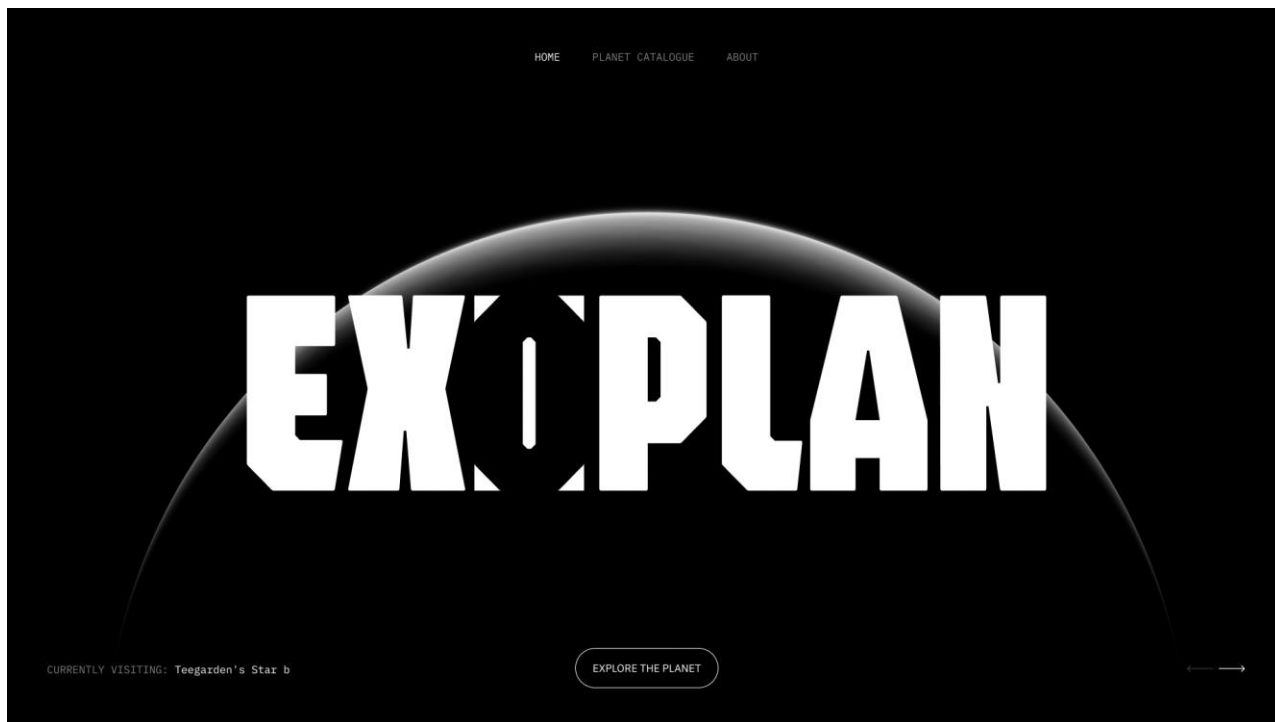 HOME PLANET CATALOGUE ABOUT
EXOPLAN
CURRENTLY VISITING: Teegarden's Star b
EXPLORE THE PLANET